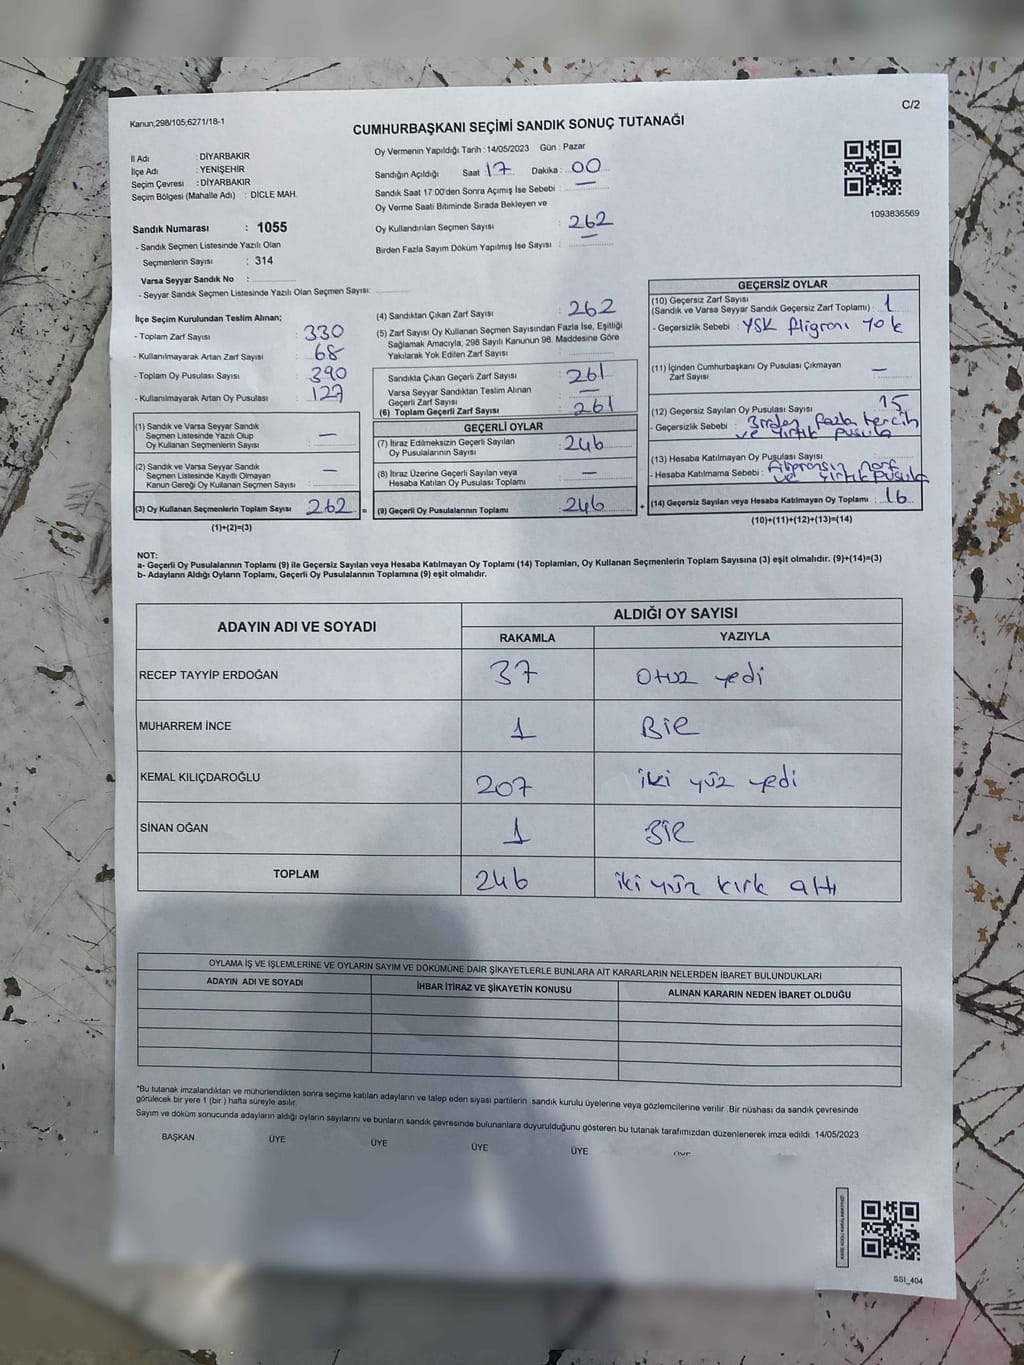 Kanun;298/105;6271/18-1
C/2
CUMHURBAŞKANI SEÇİMİ SANDIK SONUÇ TUTANAĞI
İl Adı : DİYARBAKIR
İlçe Adı : YENİŞEHİR
Seçim Çevresi : DİYARBAKIR
Seçim Bölgesi (Mahalle Adı) : DİCLE MAH.
Oy Vermenin Yapıldığı Tarih : 14/05/2023 Gün : Pazar
Sandığın Açıldığı Saat 17 Dakika : 00
Sandık Saat 17:00'den Sonra Açımış İse Sebebi : —
Oy Verme Saati Bitiminde Sırada Bekleyen ve
Oy Kullandırılan Seçmen Sayısı : 262
Birden Fazla Sayım Döküm Yapılmış İse Sayısı : —
1093836569
Sandık Numarası : 1055
- Sandık Seçmen Listesinde Yazılı Olan
Seçmenlerin Sayısı : 314
Varsa Seyyar Sandık No :
- Seyyar Sandık Seçmen Listesinde Yazılı Olan Seçmen Sayısı:
İlçe Seçim Kurulundan Teslim Alınan;
- Toplam Zarf Sayısı : 330
- Kullanılmayarak Artan Zarf Sayısı : 68
- Toplam Oy Pusulası Sayısı : 390
- Kullanılmayarak Artan Oy Pusulası : 127
(1) Sandık ve Varsa Seyyar Sandık
Seçmen Listesinde Yazılı Olup
Oy Kullanan Seçmenlerin Sayısı : —
(2) Sandık ve Varsa Seyyar Sandık
Seçmen Listesinde Kayıtlı Olmayan
Kanun Gereği Oy Kullanan Seçmen Sayısı : —
(3) Oy Kullanan Seçmenlerin Toplam Sayısı : 262 =
(1)+(2)=(3)
(4) Sandıktan Çıkan Zarf Sayısı : 262
(5) Zarf Sayısı Oy Kullanan Seçmen Sayısından Fazla İse, Eşitliği
Sağlamak Amacıyla; 298 Sayılı Kanunun 98. Maddesine Göre
Yakılarak Yok Edilen Zarf Sayısı :
Sandıkta Çıkan Geçerli Zarf Sayısı : 261
Varsa Seyyar Sandıktan Teslim Alınan
Geçerli Zarf Sayısı : —
(6) Toplam Geçerli Zarf Sayısı : 261
GEÇERLİ OYLAR
(7) İtiraz Edilmeksizin Geçerli Sayılan
Oy Pusulalarının Sayısı : 246
(8) İtiraz Üzerine Geçerli Sayılan veya
Hesaba Katılan Oy Pusulası Toplamı : —
(9) Geçerli Oy Pusulalarının Toplamı : 246 +
GEÇERSİZ OYLAR
(10) Geçersiz Zarf Sayısı
(Sandık ve Varsa Seyyar Sandık Geçersiz Zarf Toplamı) : 1
- Geçersizlik Sebebi : YSK filigranı yok
(11) İçinden Cumhurbaşkanı Oy Pusulası Çıkmayan
Zarf Sayısı : —
(12) Geçersiz Sayılan Oy Pusulası Sayısı : 15
- Geçersizlik Sebebi : Birden fazla tercih
ve yırtık pusula
(13) Hesaba Katılmayan Oy Pusulası Sayısı :
- Hesaba Katılmama Sebebi : Filigransız zarf
ve yırtık pusula
(14) Geçersiz Sayılan veya Hesaba Katılmayan Oy Toplamı : 16
(10)+(11)+(12)+(13)=(14)
NOT:
a- Geçerli Oy Pusulalarının Toplamı (9) ile Geçersiz Sayılan veya Hesaba Katılmayan Oy Toplamı (14) Toplamları, Oy Kullanan Seçmenlerin Toplam Sayısına (3) eşit olmalıdır. (9)+(14)=(3)
b- Adayların Aldığı Oyların Toplamı, Geçerli Oy Pusulalarının Toplamına (9) eşit olmalıdır.
ADAYIN ADI VE SOYADI
ALDIĞI OY SAYISI
RAKAMLA YAZIYLA
RECEP TAYYİP ERDOĞAN 37 otuz yedi
MUHARREM İNCE 1 Bir
KEMAL KILIÇDAROĞLU 207 iki yüz yedi
SİNAN OĞAN 1 Bir
TOPLAM 246 iki yüz kırk altı
OYLAMA İŞ VE İŞLEMLERİNE VE OYLARIN SAYIM VE DÖKÜMÜNE DAİR ŞİKAYETLERLE BUNLARA AİT KARARLARIN NELERDEN İBARET BULUNDUKLARI
ADAYIN ADI VE SOYADI İHBAR İTİRAZ VE ŞİKAYETİN KONUSU ALINAN KARARIN NEDEN İBARET OLDUĞU
*Bu tutanak imzalandıktan ve mühürlendikten sonra seçime katılan adayların ve talep eden siyasi partilerin sandık kurulu üyelerine veya gözlemcilerine verilir. Bir nüshası da sandık çevresinde
görülecek bir yere 1 (bir ) hafta süreyle asılır.
Sayım ve döküm sonucunda adayların aldığı oyların sayılarını ve bunların sandık çevresinde bulunanlara duyurulduğunu gösteren bu tutanak tarafımızdan düzenlenerek imza edildi. 14/05/2023
BAŞKAN ÜYE ÜYE ÜYE ÜYE ÜYE
SSI_404